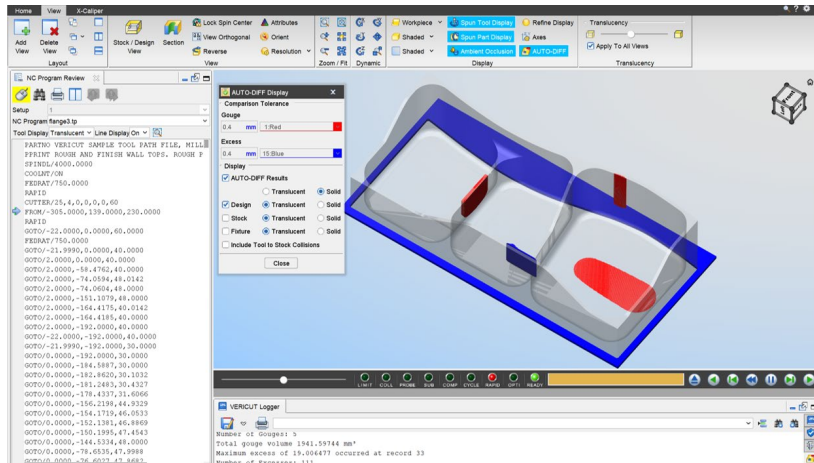 Home View X-Caliper
Add View
Delete View
Layout
Stock / Design View
Section
Lock Spin Center
View Orthogonal
Reverse
Attributes
Orient
Resolution
View
Zoom / Fit
Dynamic
Workpiece
Shaded
Shaded
Spun Tool Display
Spun Part Display
Ambient Occlusion
Refine Display
Axes
AUTO-DIFF
Display
Translucency
Apply To All Views
Translucency
NC Program Review
Setup 1
NC Program flange3.tp
Tool Display Translucent Line Display On
PARTNO VERICUT SAMPLE TOOL PATH FILE, MILL
PPRINT ROUGH AND FINISH WALL TOPS. ROUGH P
SPINDL/4000.0000
COOLNT/ON
FEDRAT/750.0000
RAPID
CUTTER/25,4,0,0,0,0,60
FROM/-305.0000,139.0000,230.0000
RAPID
GOTO/-22.0000,0.0000,60.0000
FEDRAT/750.0000
GOTO/-21.9990,0.0000,40.0000
GOTO/2.0000,0.0000,40.0000
GOTO/2.0000,-58.4762,40.0000
GOTO/2.0000,-74.0594,48.0142
GOTO/2.0000,-74.0604,48.0000
GOTO/2.0000,-151.1079,48.0000
GOTO/2.0000,-164.4175,40.0142
GOTO/2.0000,-164.4185,40.0000
GOTO/2.0000,-192.0000,40.0000
GOTO/-22.0000,-192.0000,40.0000
GOTO/-21.9990,-192.0000,30.0000
GOTO/0.0000,-192.0000,30.0000
GOTO/0.0000,-184.5887,30.0000
GOTO/0.0000,-182.8620,30.1032
GOTO/0.0000,-181.2483,30.4327
GOTO/0.0000,-178.4337,31.6066
GOTO/0.0000,-156.2198,44.9329
GOTO/0.0000,-154.1719,46.0533
GOTO/0.0000,-152.1381,46.8869
GOTO/0.0000,-150.1995,47.4543
GOTO/0.0000,-144.5334,48.0000
GOTO/0.0000,-78.6535,47.9988
GOTO/0.0000,-76.6027,47.8682
AUTO-DIFF Display X
Comparison Tolerance
Gouge
0.4 mm 1:Red
Excess
0.4 mm 15:Blue
Display
AUTO-DIFF Results
Translucent Solid
Design Translucent Solid
Stock Translucent Solid
Fixture Translucent Solid
Include Tool to Stock Collisions
Close
Front
LIMIT COLL PROBE SUB COMP CYCLE RAPID OPTI READY
VERICUT Logger
Number of Gouges: 5
Total gouge volume 1941.59744 mm³
Maximum excess of 19.006477 occurred at record 33
Number of Excesses: 111